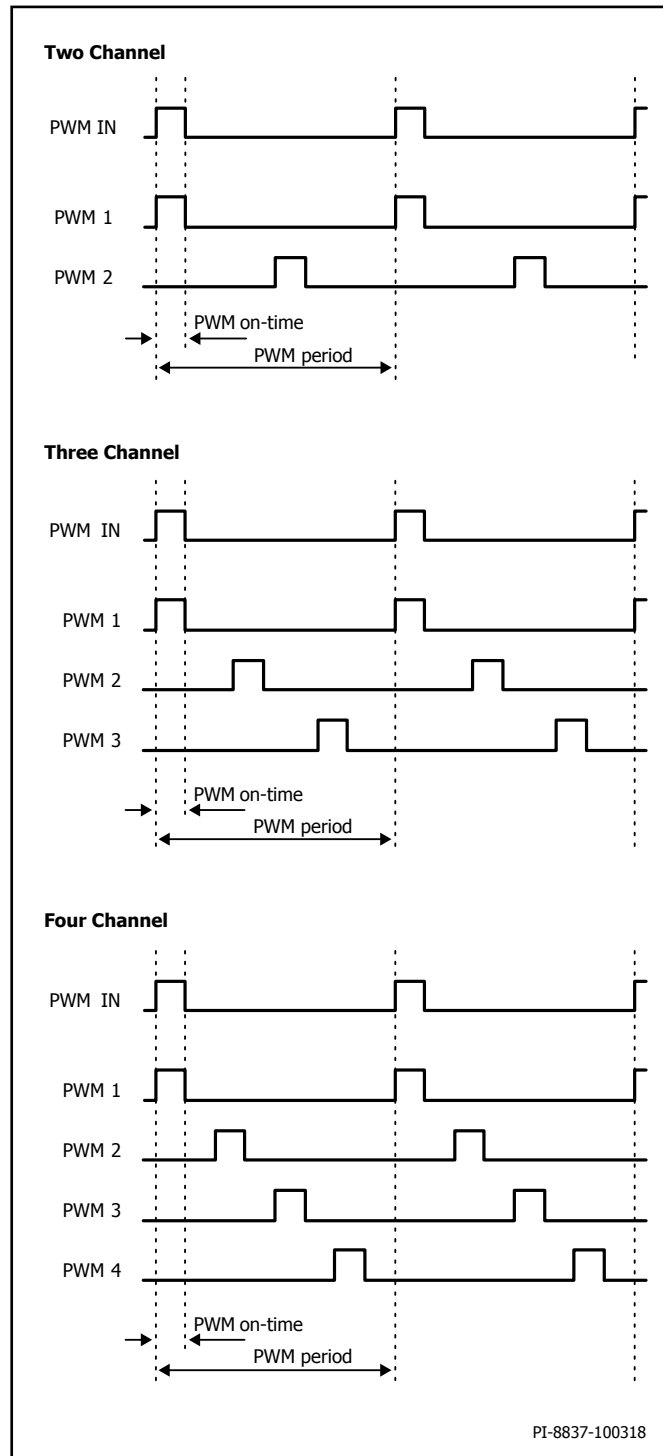 Two Channel
PWM IN
PWM 1
PWM 2
PWM on-time
PWM period
Three Channel
PWM IN
PWM 1
PWM 2
PWM 3
PWM on-time
PWM period
Four Channel
PWM IN
PWM 1
PWM 2
PWM 3
PWM 4
PWM on-time
PWM period
PI-8837-100318